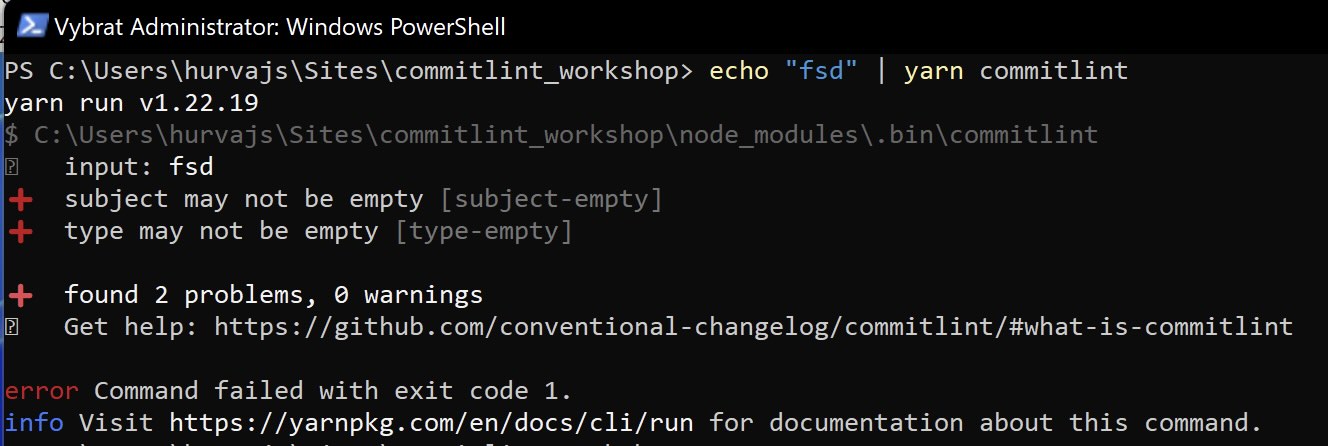 Vybrat Administrator: Windows PowerShell
PS C:\Users\hurvajs\Sites\commitlint_workshop> echo "fsd" | yarn commitlint
yarn run v1.22.19
$ C:\Users\hurvajs\Sites\commitlint_workshop\node_modules\.bin\commitlint
input: fsd
subject may not be empty [subject-empty]
type may not be empty [type-empty]
found 2 problems, 0 warnings
Get help: https://github.com/conventional-changelog/commitlint/#what-is-commitlint
error Command failed with exit code 1.
info Visit https://yarnpkg.com/en/docs/cli/run for documentation about this command.